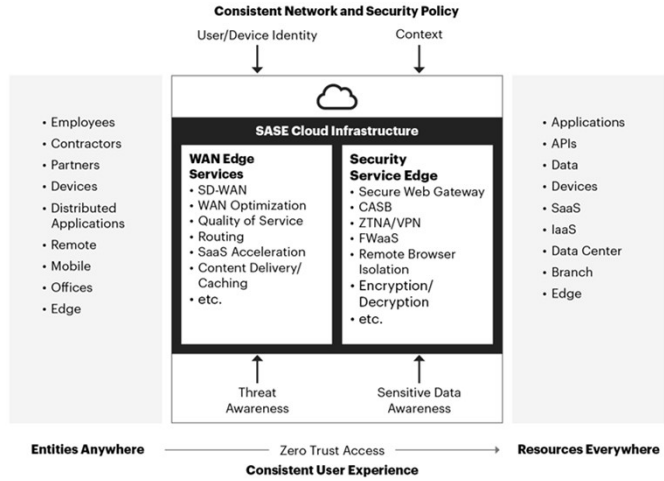 Consistent Network and Security Policy
User/Device Identity
Context
• Employees
• Contractors
• Partners
• Devices
• Distributed
Applications
• Remote
• Mobile
• Offices
• Edge
SASE Cloud Infrastructure
WAN Edge
Services
• SD-WAN
• WAN Optimization
• Quality of Service
• Routing
• SaaS Acceleration
• Content Delivery/
Caching
• etc.
Security
Service Edge
• Secure Web Gateway
• CASB
• ZTNA/VPN
• FWaaS
• Remote Browser
Isolation
• Encryption/
Decryption
• etc.
• Applications
• APIs
• Data
• Devices
• SaaS
• IaaS
• Data Center
• Branch
• Edge
Threat
Awareness
Sensitive Data
Awareness
Entities Anywhere
Zero Trust Access
Resources Everywhere
Consistent User Experience